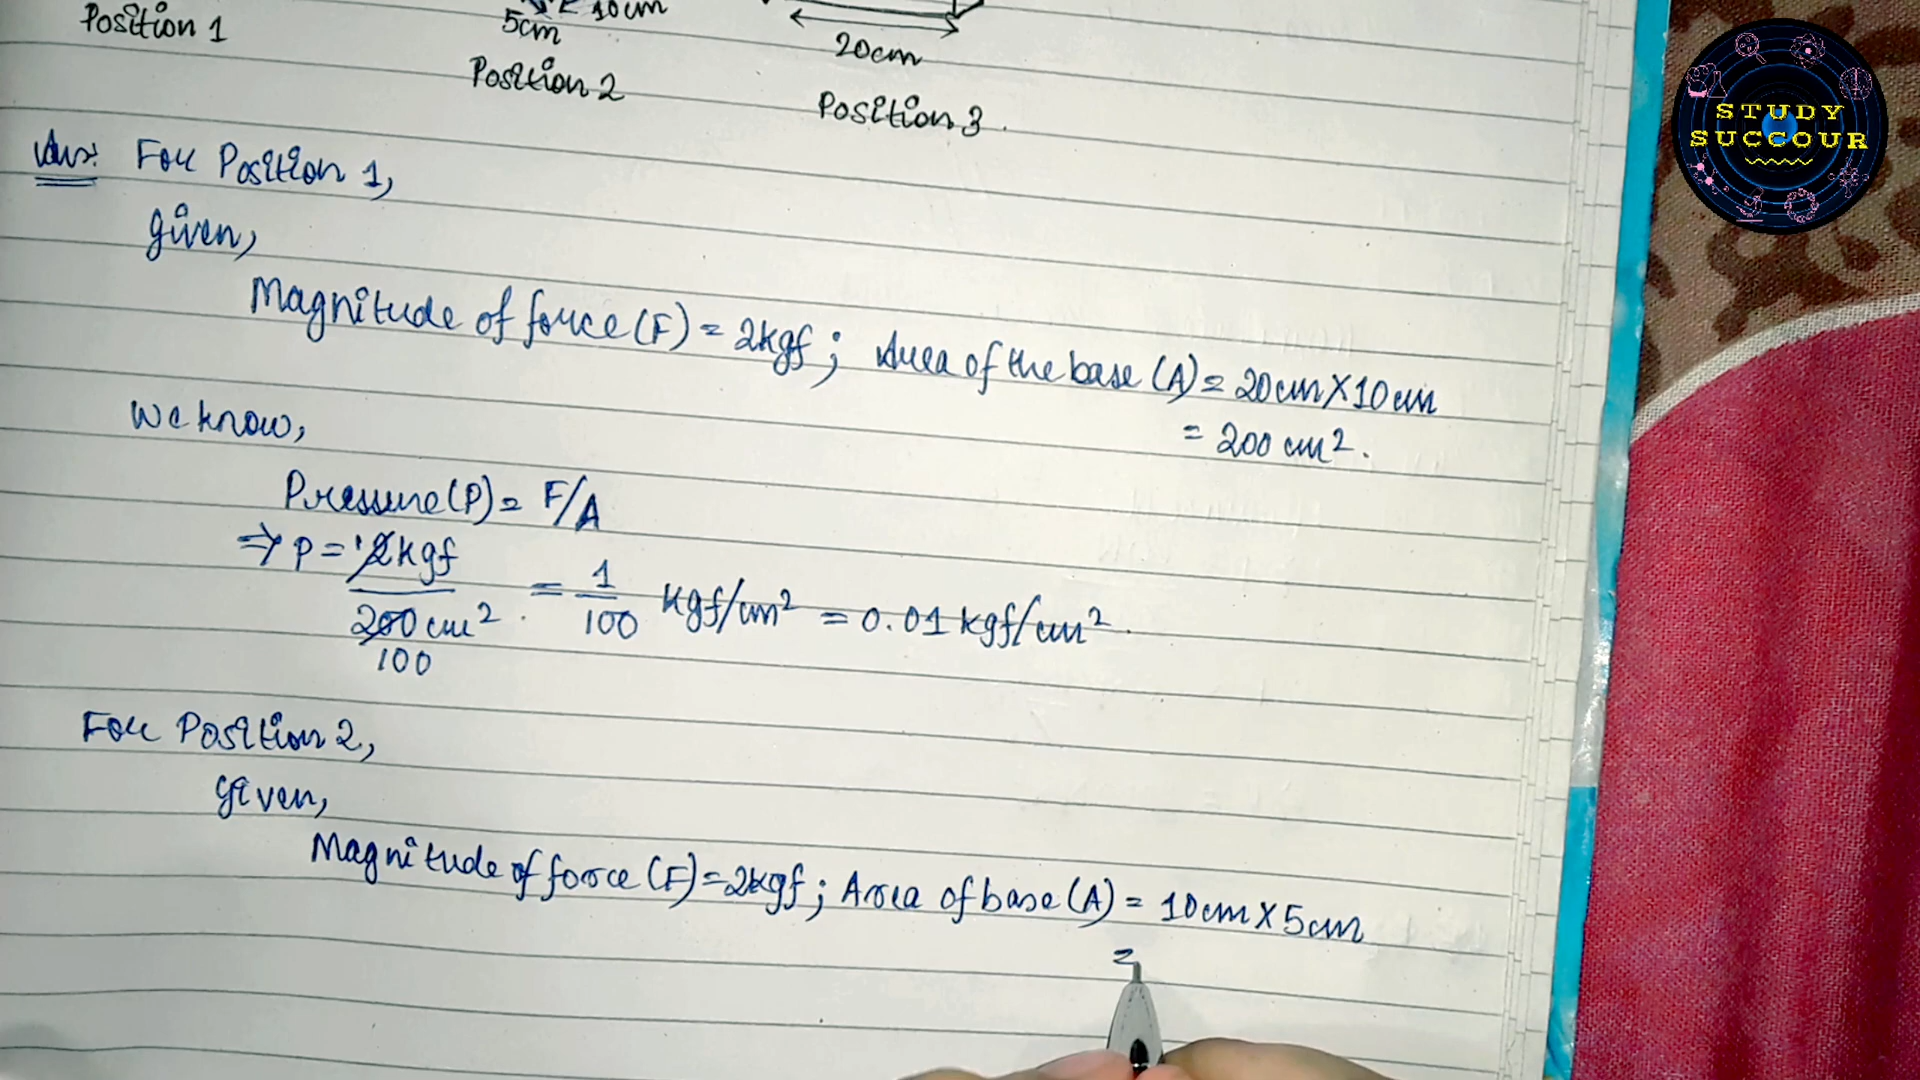 5cm
10cm
20cm
Position 1
Position 2
Position 3.
Ans: For Position 1,
given,
Magnitude of force (F) = 2kgf; Area of the base (A) = 20cm X 10cm
= 200 cm².
We know,
Pressure (P) = F/A
⇒ P = 2kgf / 200 cm² = 1/100 kgf/cm² = 0.01 kgf/cm².
1
100
For Position 2,
given,
Magnitude of force (F) = 2kgf; Area of base (A) = 10cm X 5cm
=
STUDY
SUCCOUR